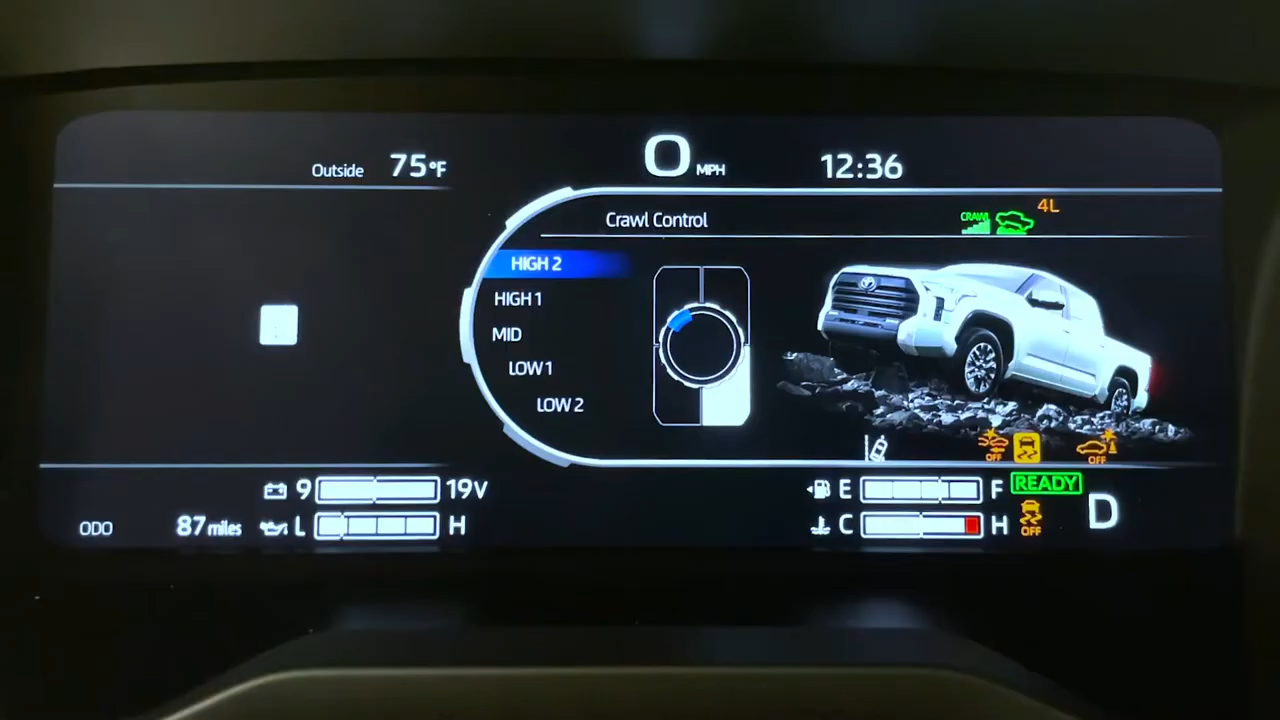 Outside 75°F
0 MPH
12:36
Crawl Control
CRAWL
4L
HIGH 2
HIGH 1
MID
LOW 1
LOW 2
OFF
OFF
9 19V
E F
READY
D
ODO 87 miles
L H
C H
OFF